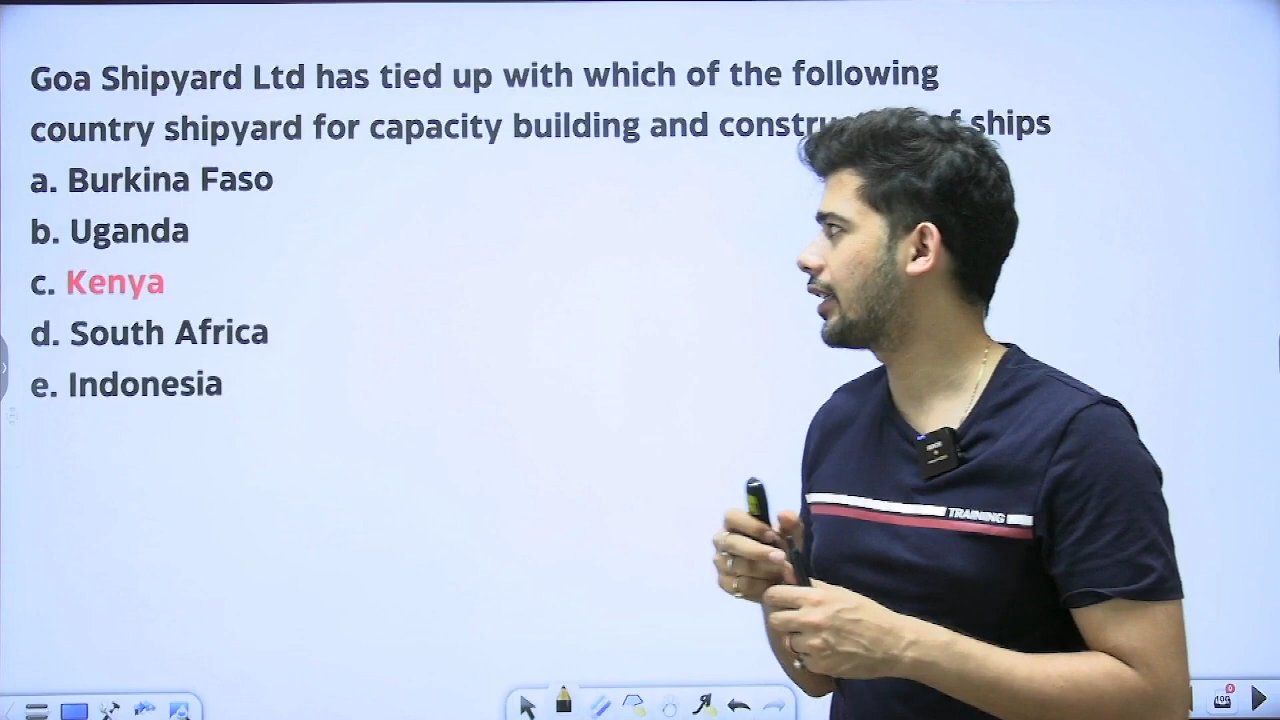 Goa Shipyard Ltd has tied up with which of the following
country shipyard for capacity building and ships
a. Burkina Faso
b. Uganda
c. Kenya
d. South Africa
e. Indonesia
TRAINING